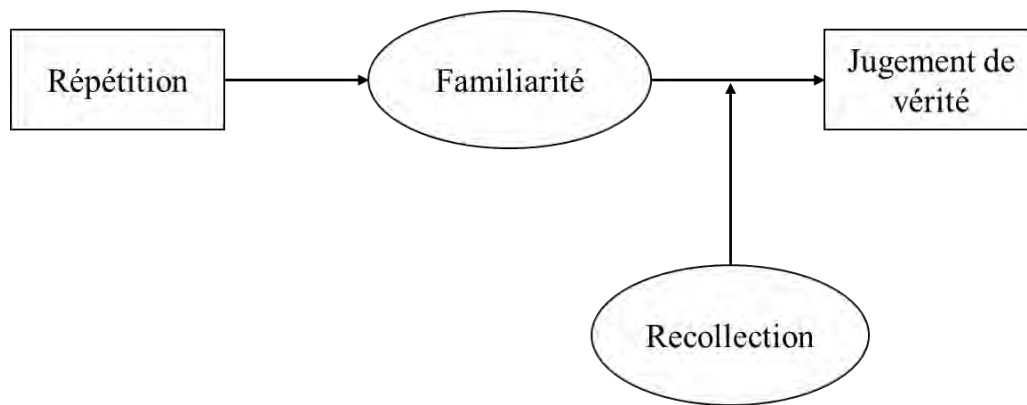 Répétition
Familiarité
Jugement de
vérité
Recollection